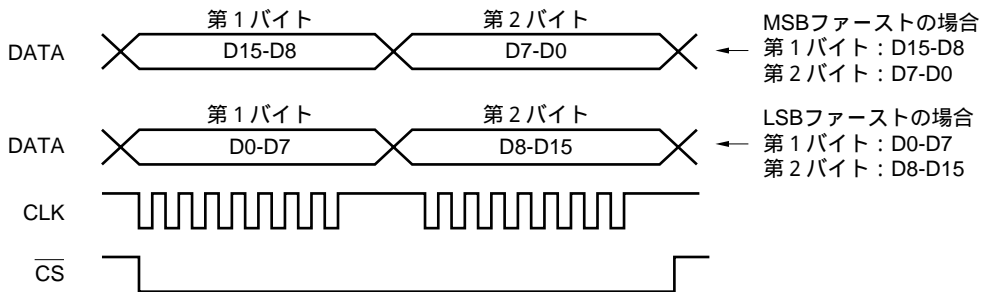 第1バイト 第2バイト MSBファーストの場合
DATA D15-D8 D7-D0 第1バイト：D15-D8
第2バイト：D7-D0
第1バイト 第2バイト LSBファーストの場合
DATA D0-D7 D8-D15 第1バイト：D0-D7
第2バイト：D8-D15
CLK
CS